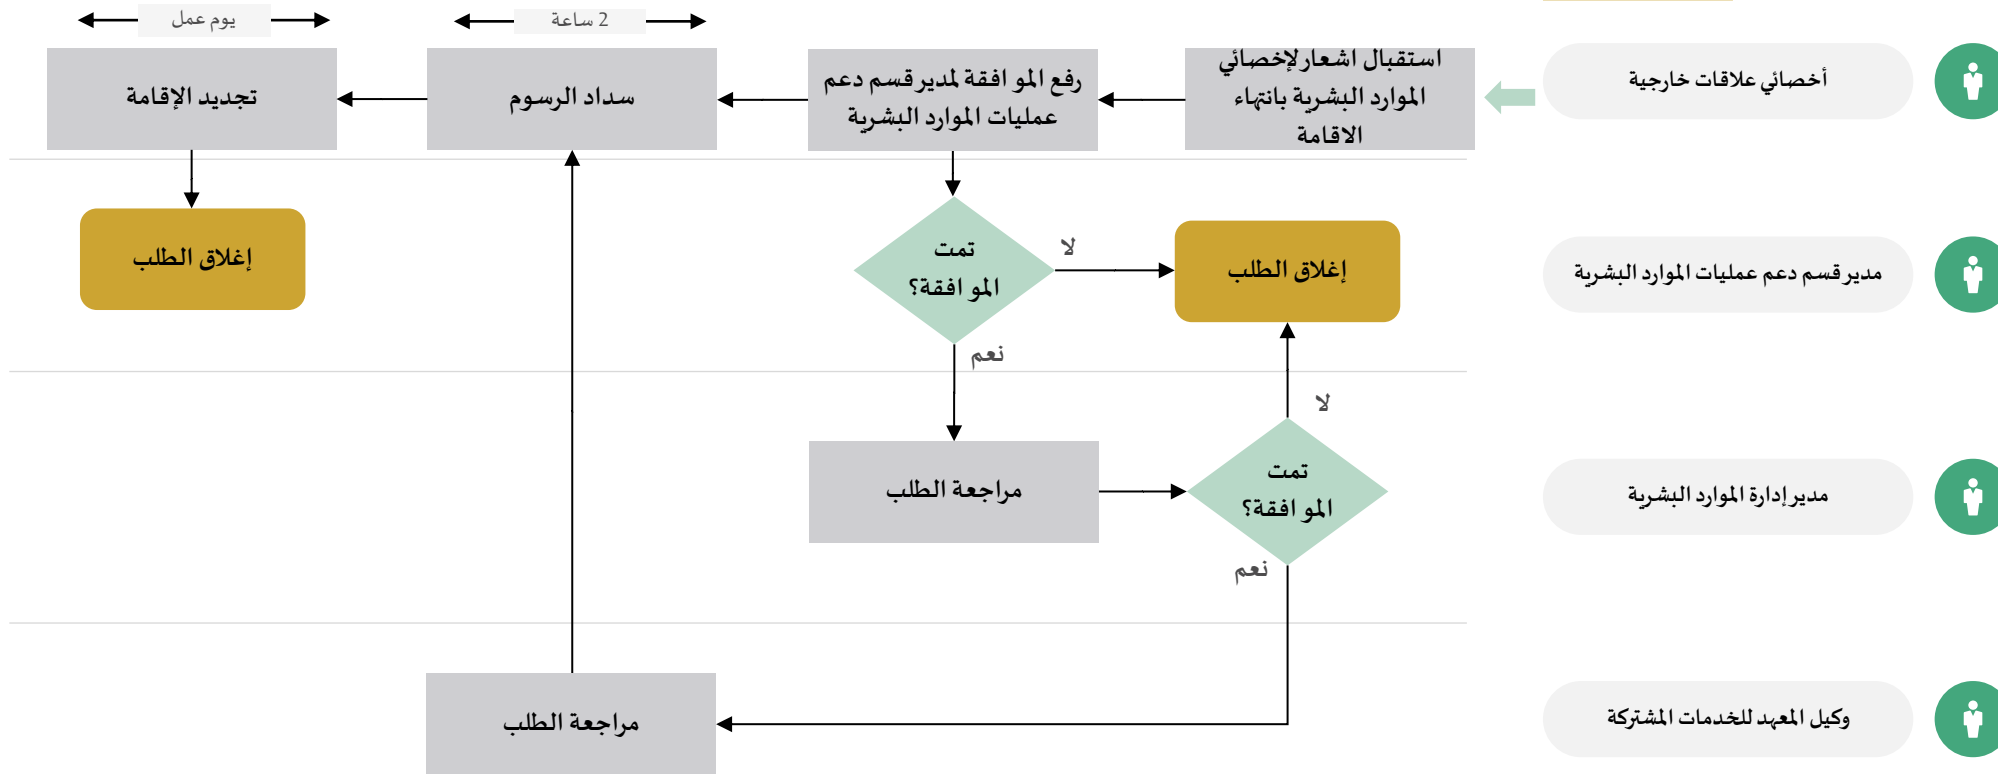 أخصائي علاقات خارجية
استقبال اشعار لإخصائي
الموارد البشرية بانتهاء
الاقامة
رفع الموافقة لمدير قسم دعم
عمليات الموارد البشرية
2 ساعة
سداد الرسوم
يوم عمل
تجديد الإقامة
مدير قسم دعم عمليات الموارد البشرية
إغلاق الطلب
لا
تمت
الموافقة؟
نعم
إغلاق الطلب
مدير إدارة الموارد البشرية
لا
تمت
الموافقة؟
نعم
مراجعة الطلب
وكيل المعهد للخدمات المشتركة
مراجعة الطلب